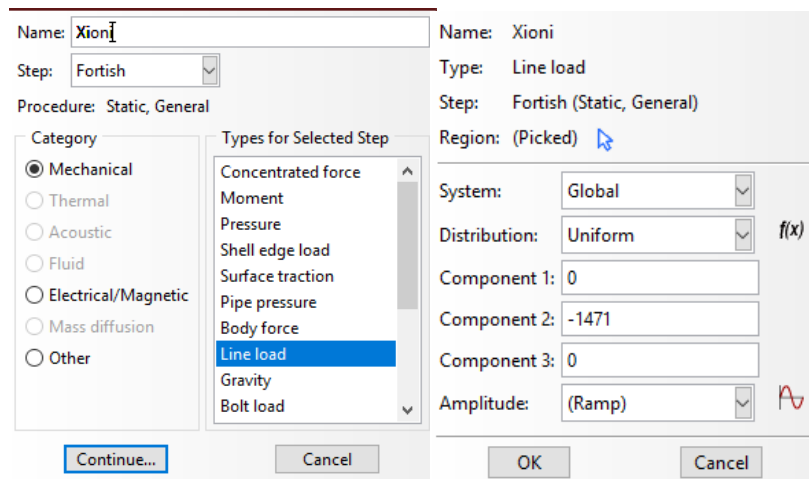 Name: Xioni
Step: Fortish
Procedure: Static, General
Category
Mechanical
Thermal
Acoustic
Fluid
Electrical/Magnetic
Mass diffusion
Other
Types for Selected Step
Concentrated force
Moment
Pressure
Shell edge load
Surface traction
Pipe pressure
Body force
Line load
Gravity
Bolt load
Continue...
Cancel
Name: Xioni
Type: Line load
Step: Fortish (Static, General)
Region: (Picked)
System: Global
Distribution: Uniform f(x)
Component 1: 0
Component 2: -1471
Component 3: 0
Amplitude: (Ramp)
OK
Cancel